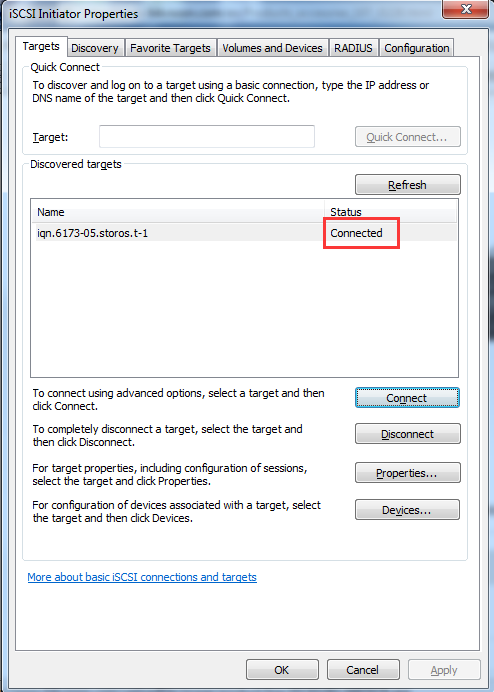 iSCSI Initiator Properties
Targets Discovery Favorite Targets Volumes and Devices RADIUS Configuration
Quick Connect
To discover and log on to a target using a basic connection, type the IP address or
DNS name of the target and then click Quick Connect.
Target: Quick Connect...
Discovered targets
Refresh
Name Status
iqn.6173-05.storos.t-1 Connected
To connect using advanced options, select a target and then
click Connect.
Connect
To completely disconnect a target, select the target and
then click Disconnect.
Disconnect
For target properties, including configuration of sessions,
select the target and click Properties.
Properties...
For configuration of devices associated with a target, select
the target and then click Devices.
Devices...
More about basic iSCSI connections and targets
OK Cancel Apply